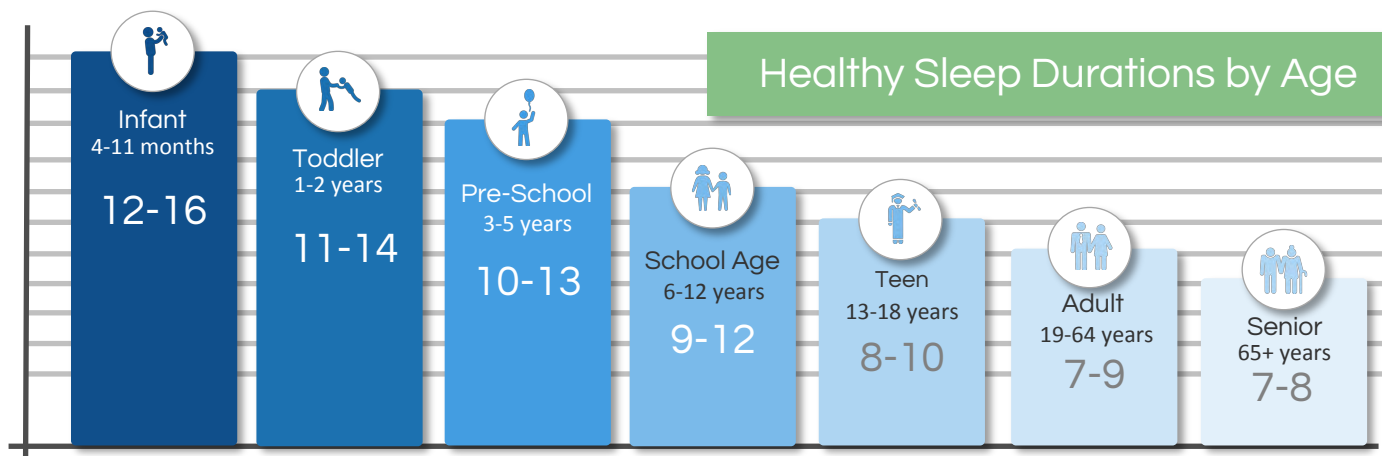 Healthy Sleep Durations by Age
Infant
4-11 months
12-16
Toddler
1-2 years
11-14
Pre-School
3-5 years
10-13
School Age
6-12 years
9-12
Teen
13-18 years
8-10
Adult
19-64 years
7-9
Senior
65+ years
7-8